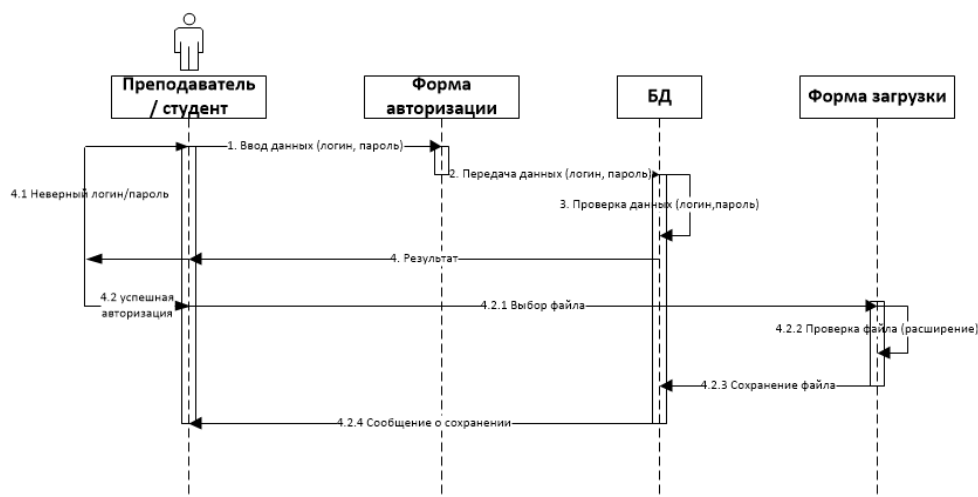 Преподаватель
/ студент
Форма
авторизации
БД
Форма загрузки
1. Ввод данных (логин, пароль)
2. Передача данных (логин, пароль)
4.1 Неверный логин/пароль
3. Проверка данных (логин,пароль)
4. Результат
4.2 успешная
авторизация
4.2.1 Выбор файла
4.2.2 Проверка файла (расширение)
4.2.3 Сохранение файла
4.2.4 Сообщение о сохранении